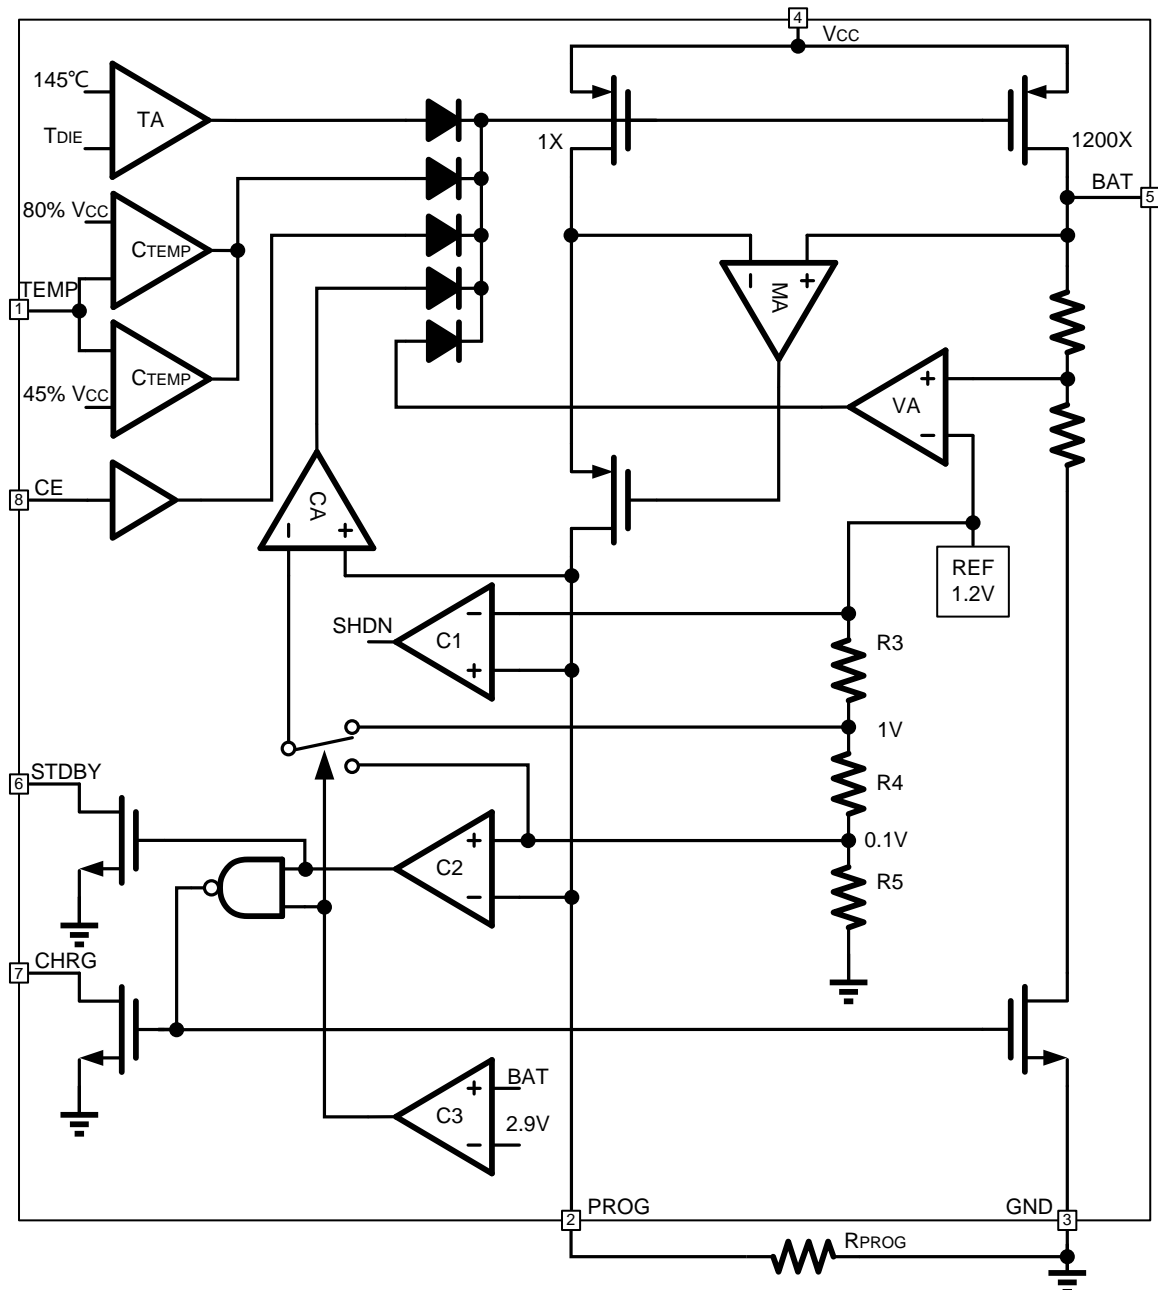 4
VCC
145℃
TA
TDIE
1X
1200X
BAT
5
80% VCC
CTEMP
TEMP
1
MA
- +
CTEMP
45% VCC
+
VA
-
8
CE
CA
- +
REF
1.2V
SHDN
-
C1
+
R3
1V
STDBY
6
R4
+
0.1V
C2
R5
-
7
CHRG
BAT
+
C3
2.9V
-
PROG
GND
2
3
RPROG